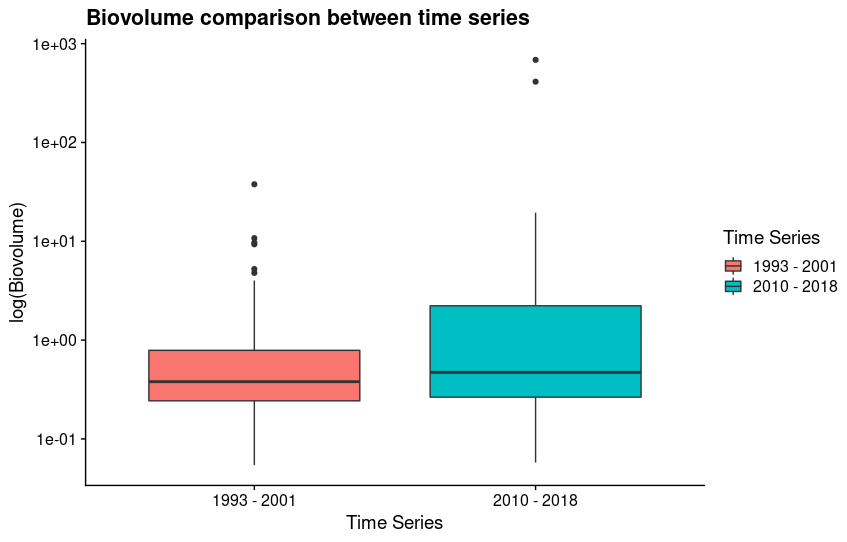 Biovolume comparison between time series
1e+03
1e+02
1e+01
1e+00
1e-01
log(Biovolume)
1993 - 2001
2010 - 2018
Time Series
Time Series
1993 - 2001
2010 - 2018